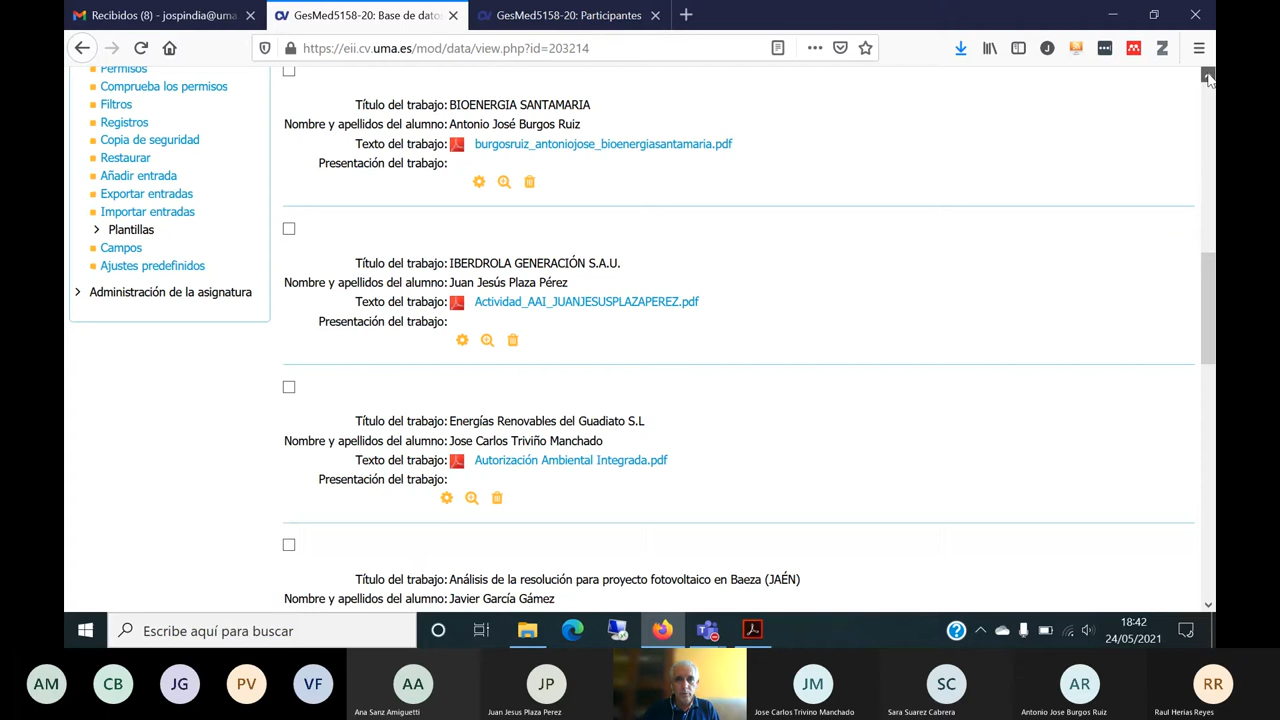 Recibidos (8) - jospindia@uma.
GesMed5158-20: Base de dato
GesMed5158-20: Participantes
https://eii.cv.uma.es/mod/data/view.php?id=203214
Permisos
Comprueba los permisos
Filtros
Registros
Copia de seguridad
Restaurar
Añadir entrada
Exportar entradas
Importar entradas
Plantillas
Campos
Ajustes predefinidos
Administración de la asignatura
Título del trabajo: BIOENERGIA SANTAMARIA
Nombre y apellidos del alumno: Antonio José Burgos Ruiz
Texto del trabajo: burgosruiz_antoniojose_bioenergiasantamaria.pdf
Presentación del trabajo:
Título del trabajo: IBERDROLA GENERACIÓN S.A.U.
Nombre y apellidos del alumno: Juan Jesús Plaza Pérez
Texto del trabajo: Actividad_AAI_JUANJESUSPLAZAPEREZ.pdf
Presentación del trabajo:
Título del trabajo: Energías Renovables del Guadiato S.L
Nombre y apellidos del alumno: Jose Carlos Triviño Manchado
Texto del trabajo: Autorización Ambiental Integrada.pdf
Presentación del trabajo:
Título del trabajo: Análisis de la resolución para proyecto fotovoltaico en Baeza (JAÉN)
Nombre y apellidos del alumno: Javier García Gámez
Escribe aquí para buscar
18:42
24/05/2021
AM
CB
JG
PV
VF
AA
Ana Sanz Amiguetti
JP
Juan Jesus Plaza Perez
JM
Jose Carlos Trivino Manchado
SC
Sara Suarez Cabrera
AR
Antonio Jose Burgos Ruiz
RR
Raul Herias Reyes